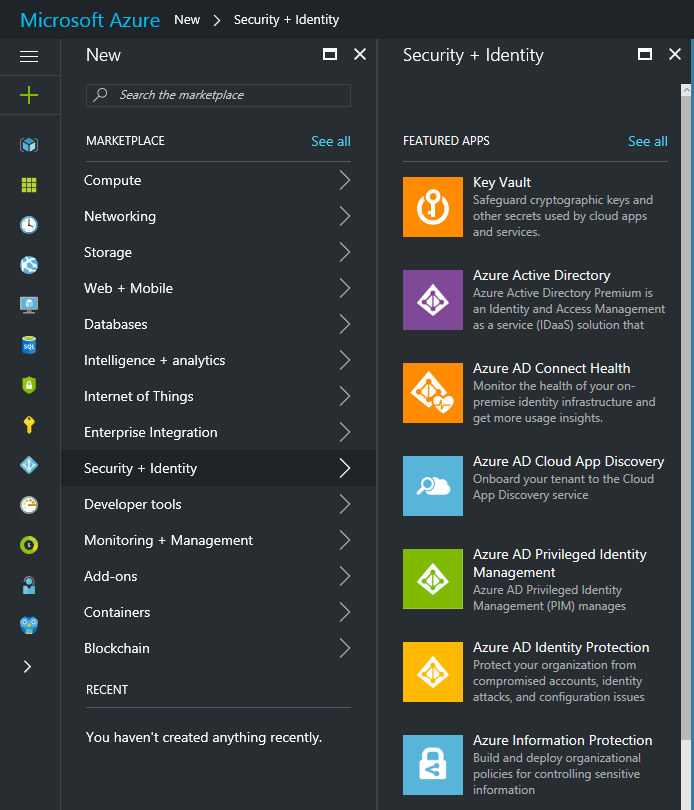 Microsoft Azure New > Security + Identity
New
Search the marketplace
MARKETPLACE See all
Compute
Networking
Storage
Web + Mobile
Databases
Intelligence + analytics
Internet of Things
Enterprise Integration
Security + Identity
Developer tools
Monitoring + Management
Add-ons
Containers
Blockchain
RECENT
You haven't created anything recently.
Security + Identity
FEATURED APPS See all
Key Vault
Safeguard cryptographic keys and
other secrets used by cloud apps
and services.
Azure Active Directory
Azure Active Directory Premium is
an Identity and Access Management
as a service (IDaaS) solution that
Azure AD Connect Health
Monitor the health of your on-
premise identity infrastructure and
get more usage insights.
Azure AD Cloud App Discovery
Onboard your tenant to the Cloud
App Discovery service
Azure AD Privileged Identity
Management
Azure AD Privileged Identity
Management (PIM) manages
Azure AD Identity Protection
Protect your organization from
compromised accounts, identity
attacks, and configuration issues
Azure Information Protection
Build and deploy organizational
policies for controlling sensitive
information
SQL